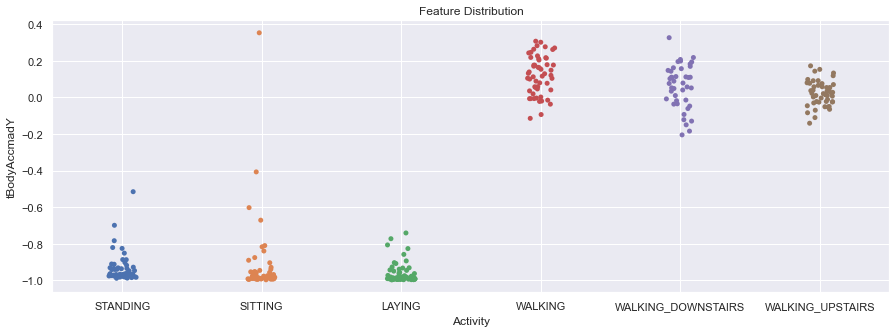 Feature Distribution
tBodyAccmadY
0.4
0.2
0.0
−0.2
−0.4
−0.6
−0.8
−1.0
STANDING SITTING LAYING WALKING WALKING_DOWNSTAIRS WALKING_UPSTAIRS
Activity